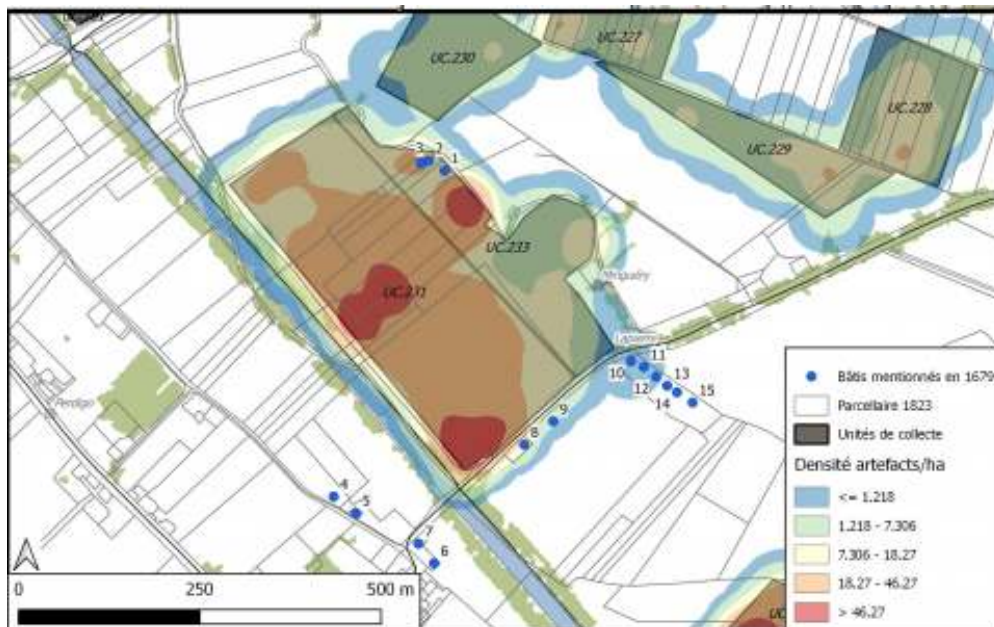 UC.230
UC.227
UC.228
UC.229
3
2
1
UC.233
UC.231
Lapasseyre
11
10
13
12
15
14
9
8
Perdigo
4
5
7
6
Bâtis mentionnés en 1679
Parcellaire 1823
Unités de collecte
Densité artefacts/ha
<= 1.218
1.218 - 7.306
7.306 - 18.27
18.27 - 46.27
> 46.27
0
250
500 m